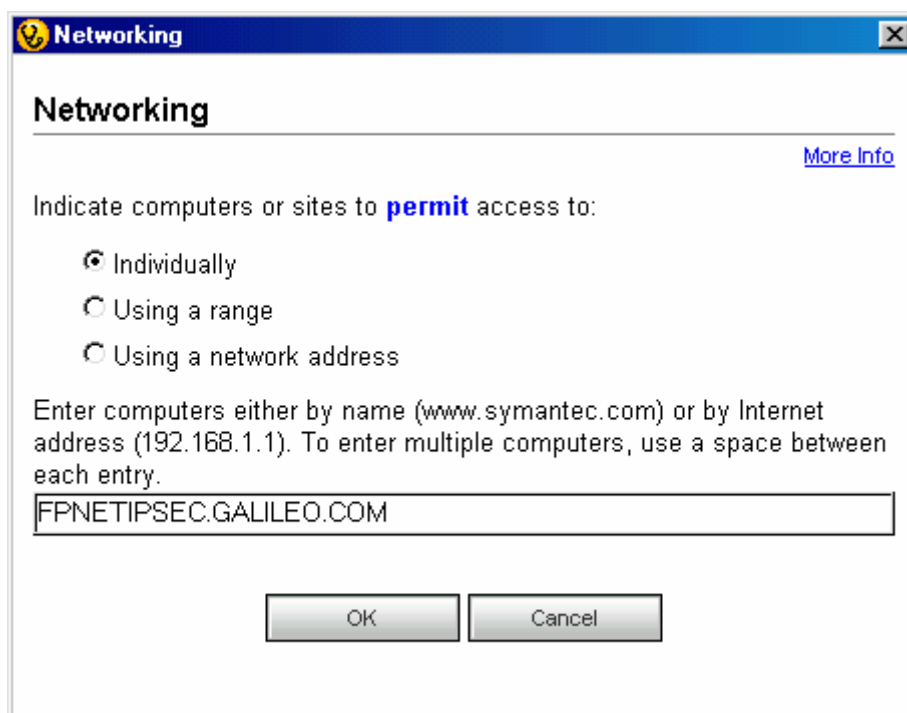 Networking
Networking
More Info
Indicate computers or sites to permit access to:
Individually
Using a range
Using a network address
Enter computers either by name (www.symantec.com) or by Internet
address (192.168.1.1). To enter multiple computers, use a space between
each entry.
FPNETIPSEC.GALILEO.COM
OK
Cancel